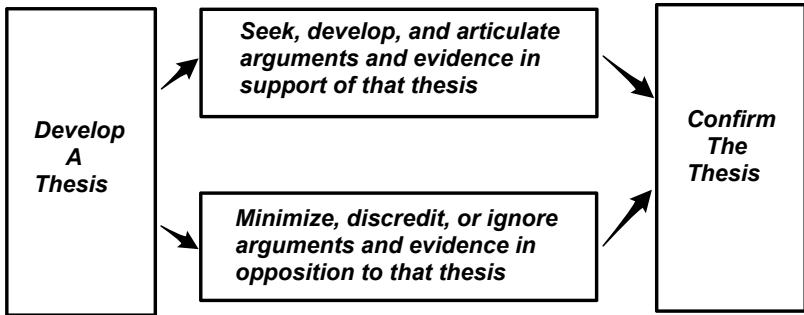 Develop
A
Thesis
Seek, develop, and articulate
arguments and evidence in
support of that thesis
Minimize, discredit, or ignore
arguments and evidence in
opposition to that thesis
Confirm
The
Thesis